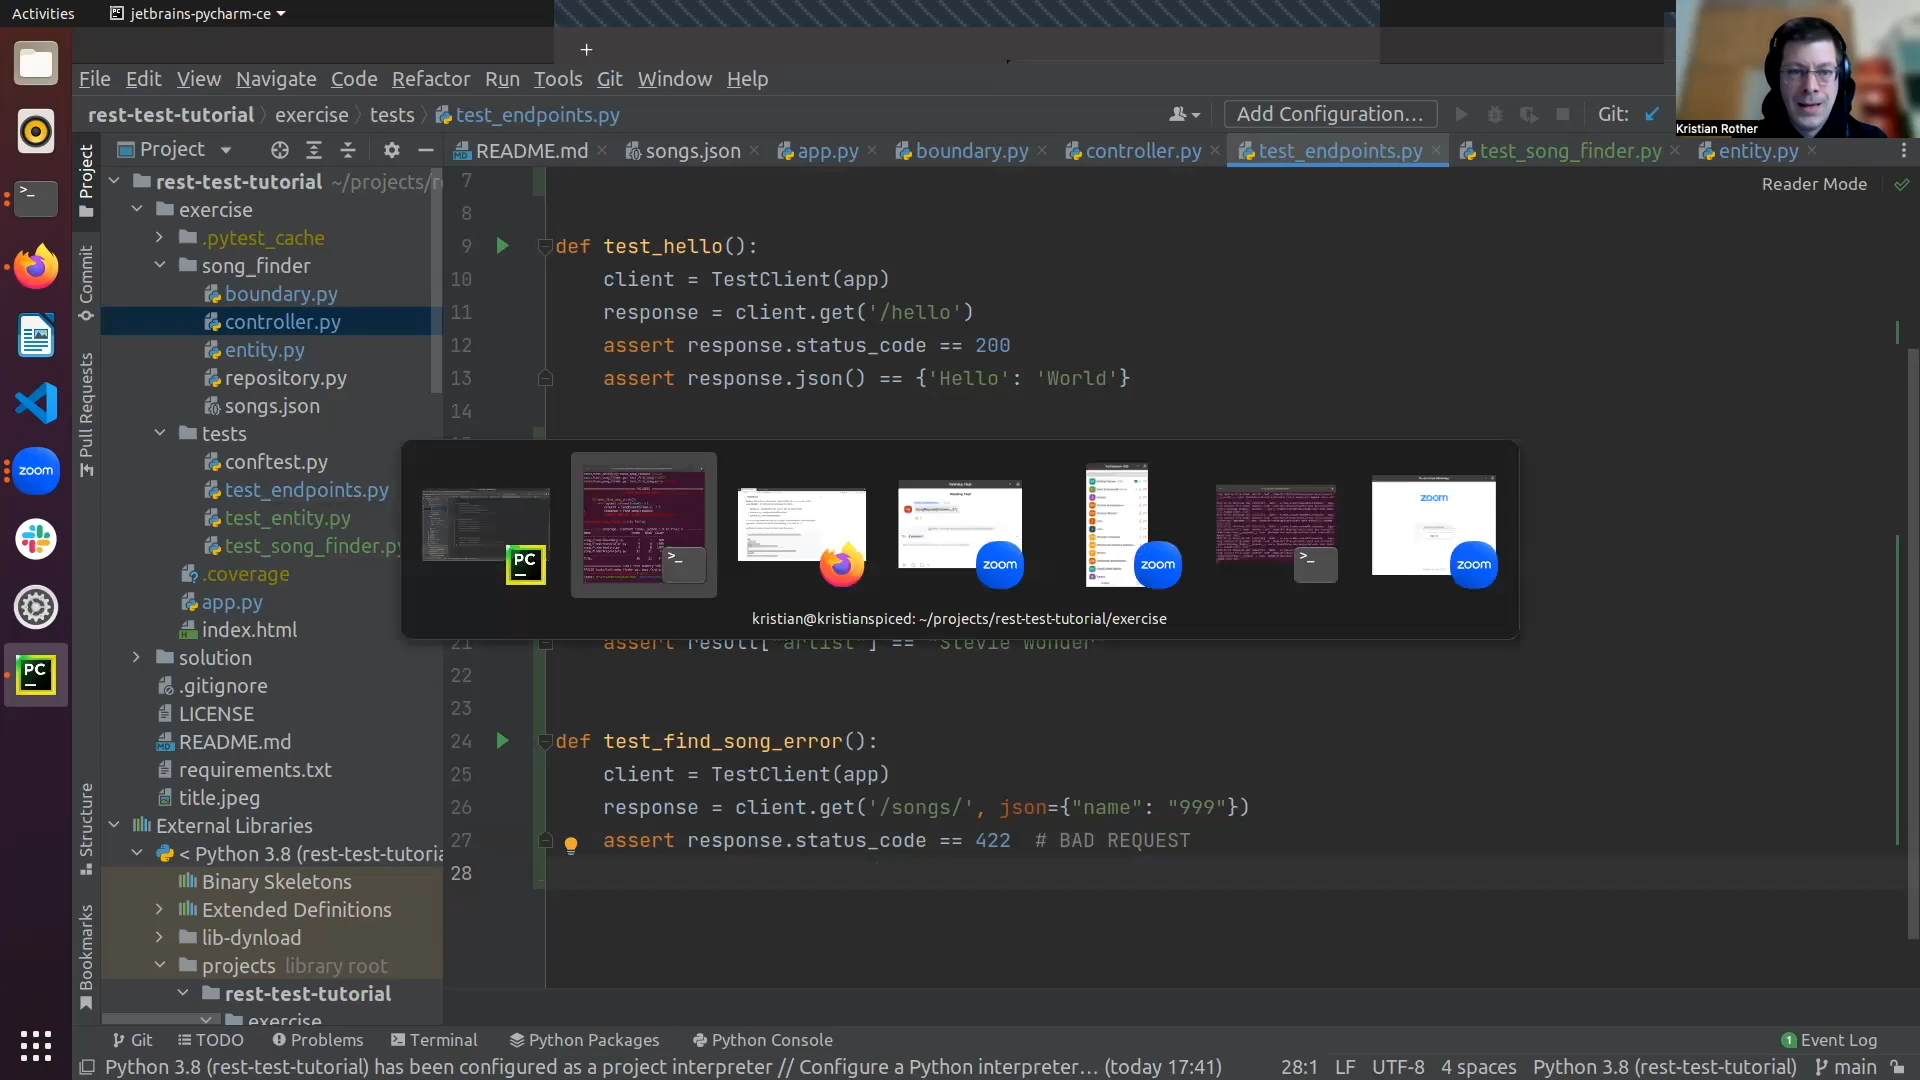 Activities
jetbrains-pycharm-ce
+
Kristian Rother
File Edit View Navigate Code Refactor Run Tools Git Window Help
rest-test-tutorial exercise tests test_endpoints.py
Add Configuration...
Git:
Project
README.md songs.json app.py boundary.py controller.py test_endpoints.py test_song_finder.py entity.py
Reader Mode
Project
Commit
Pull Requests
Structure
Bookmarks
rest-test-tutorial ~/projects/r
exercise
.pytest_cache
song_finder
boundary.py
controller.py
entity.py
repository.py
songs.json
tests
conftest.py
test_endpoints.py
test_entity.py
test_song_finder.py
.coverage
app.py
index.html
solution
.gitignore
LICENSE
README.md
requirements.txt
title.jpeg
External Libraries
< Python 3.8 (rest-test-tutoria
Binary Skeletons
Extended Definitions
lib-dynload
projects library root
rest-test-tutorial
exercise
7
8
9 def test_hello():
10 client = TestClient(app)
11 response = client.get('/hello')
12 assert response.status_code == 200
13 assert response.json() == {'Hello': 'World'}
14
PC
zoom
zoom
zoom
zoom
kristian@kristianspiced: ~/projects/rest-test-tutorial/exercise
21 assert result["artist"] == "Stevie Wonder"
22
23
24 def test_find_song_error():
25 client = TestClient(app)
26 response = client.get('/songs/', json={"name": "999"})
27 assert response.status_code == 422 # BAD REQUEST
28
zoom
PC
Git TODO Problems Terminal Python Packages Python Console
1 Event Log
Python 3.8 (rest-test-tutorial) has been configured as a project interpreter // Configure a Python interpreter... (today 17:41)
28:1 LF UTF-8 4 spaces Python 3.8 (rest-test-tutorial) main